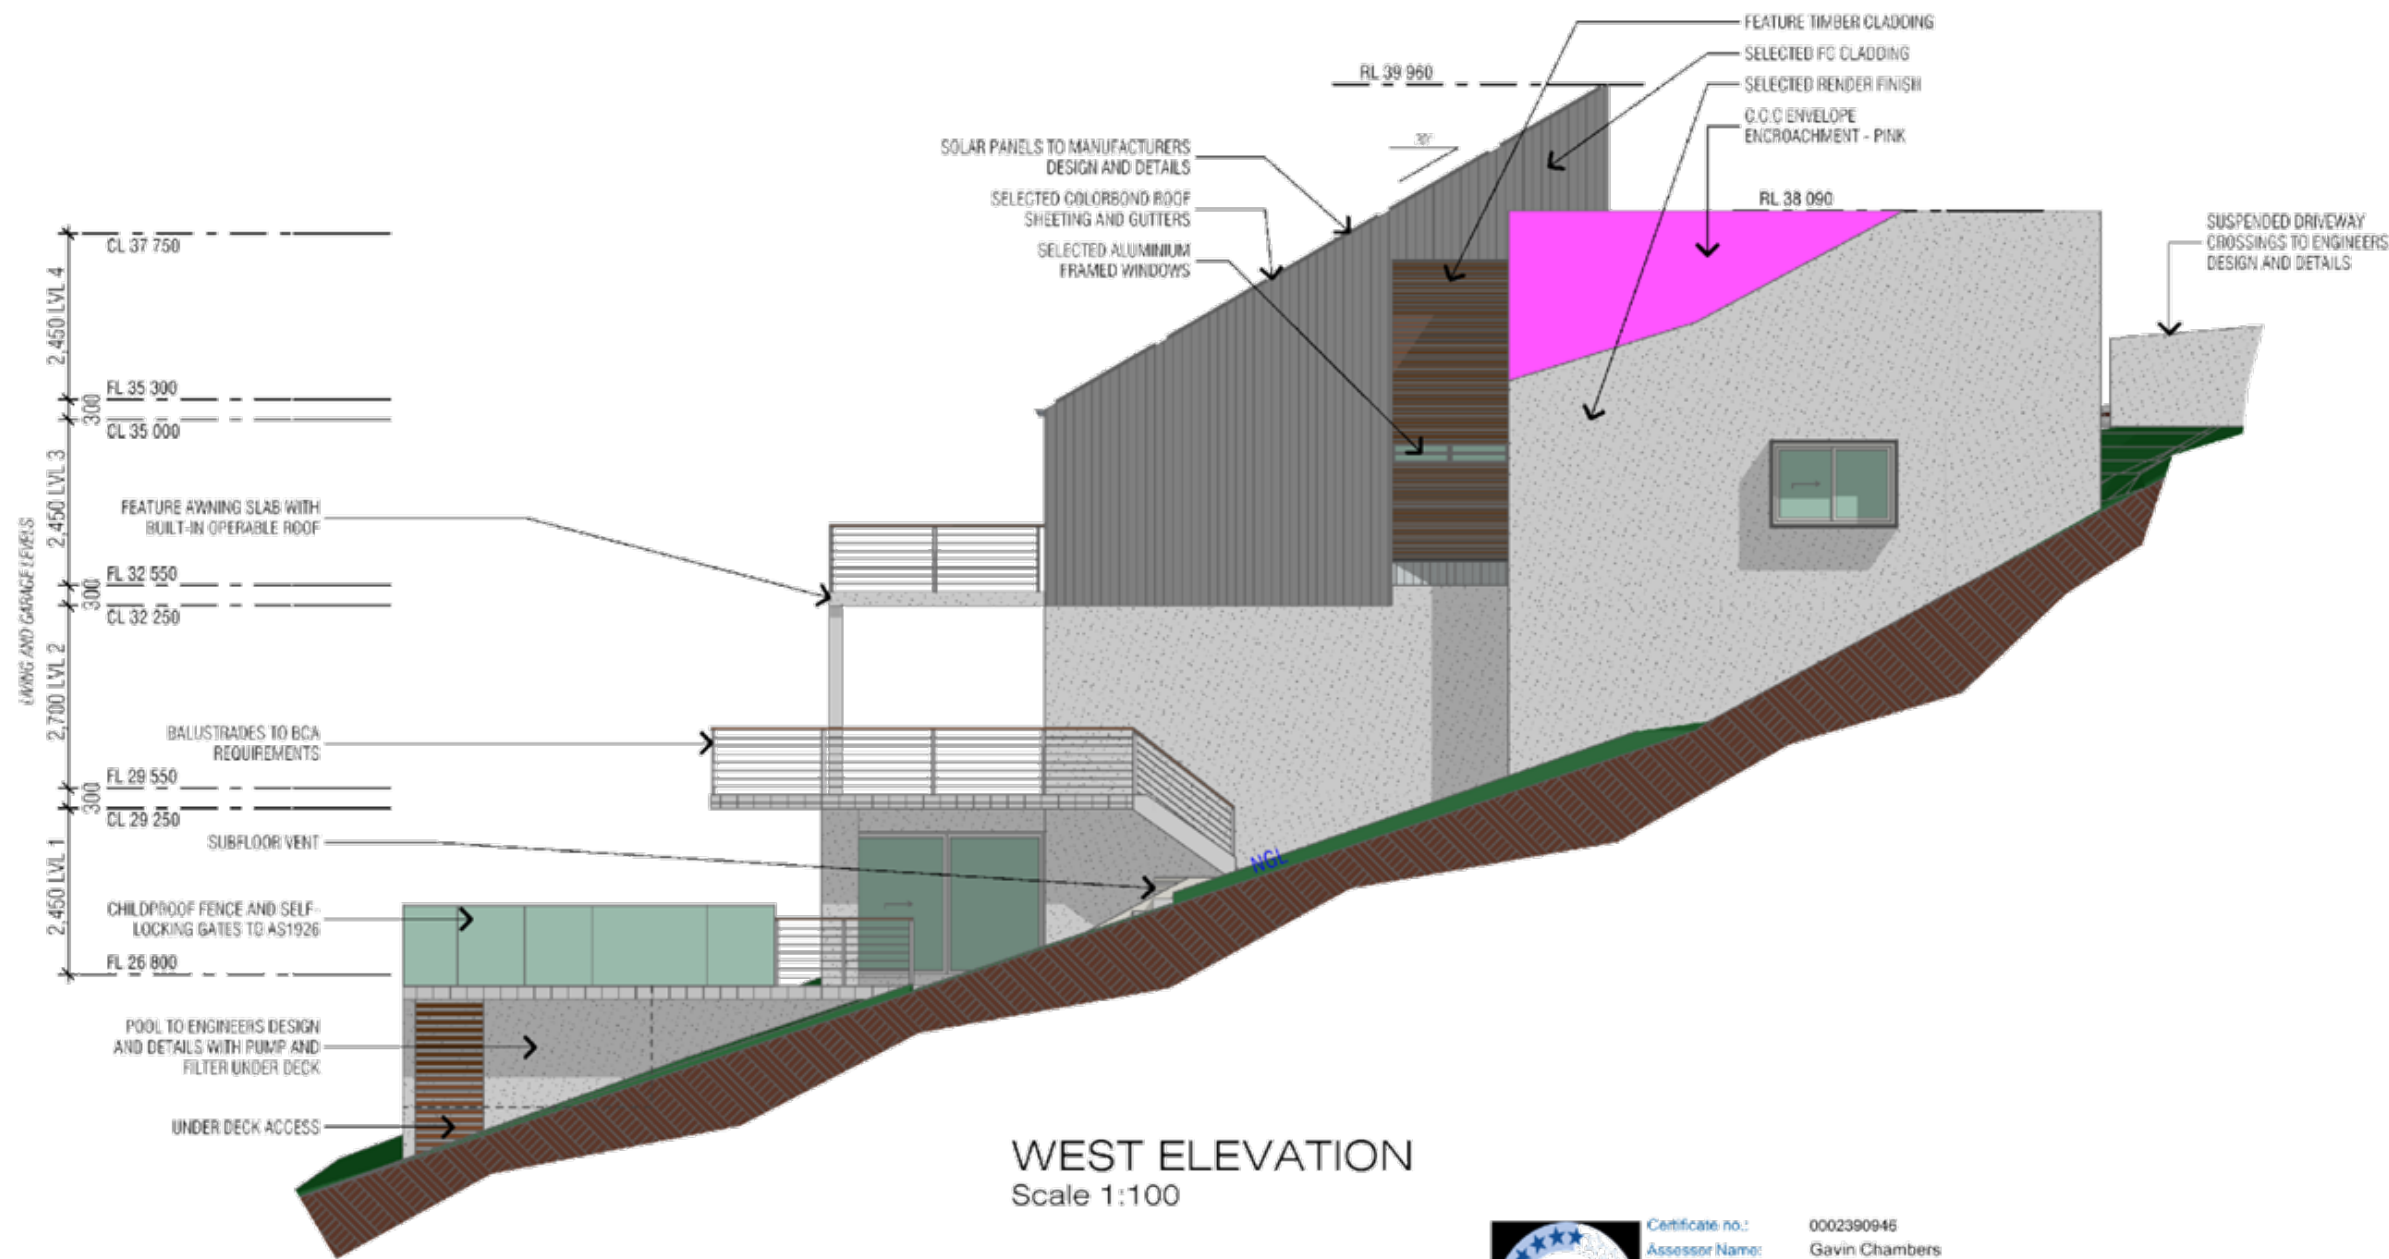 FEATURE TIMBER CLADDING
SELECTED FC CLADDING
SELECTED RENDER FINISH
C.C.C ENVELOPE
ENCROACHMENT - PINK
RL 39 960
30°
SOLAR PANELS TO MANUFACTURERS
DESIGN AND DETAILS
SELECTED COLORBOND ROOF
SHEETING AND GUTTERS
SELECTED ALUMINIUM
FRAMED WINDOWS
RL 38 090
SUSPENDED DRIVEWAY
CROSSINGS TO ENGINEERS
DESIGN AND DETAILS
LIVING AND GARAGE LEVELS
CL 37 750
2,450 LVL 4
FL 35 300
300
CL 35 000
2,450 LVL 3
FL 32 550
300
CL 32 250
2,700 LVL 2
FL 29 550
300
CL 29 250
2,450 LVL 1
FL 26 800
FEATURE AWNING SLAB WITH
BUILT-IN OPERABLE ROOF
BALUSTRADES TO BCA
REQUIREMENTS
SUBFLOOR VENT
CHILDPROOF FENCE AND SELF-
LOCKING GATES TO AS1926
POOL TO ENGINEERS DESIGN
AND DETAILS WITH PUMP AND
FILTER UNDER DECK
UNDER DECK ACCESS
NGL
WEST ELEVATION
Scale 1:100
Certificate no.: 0002390946
Assessor Name: Gavin Chambers